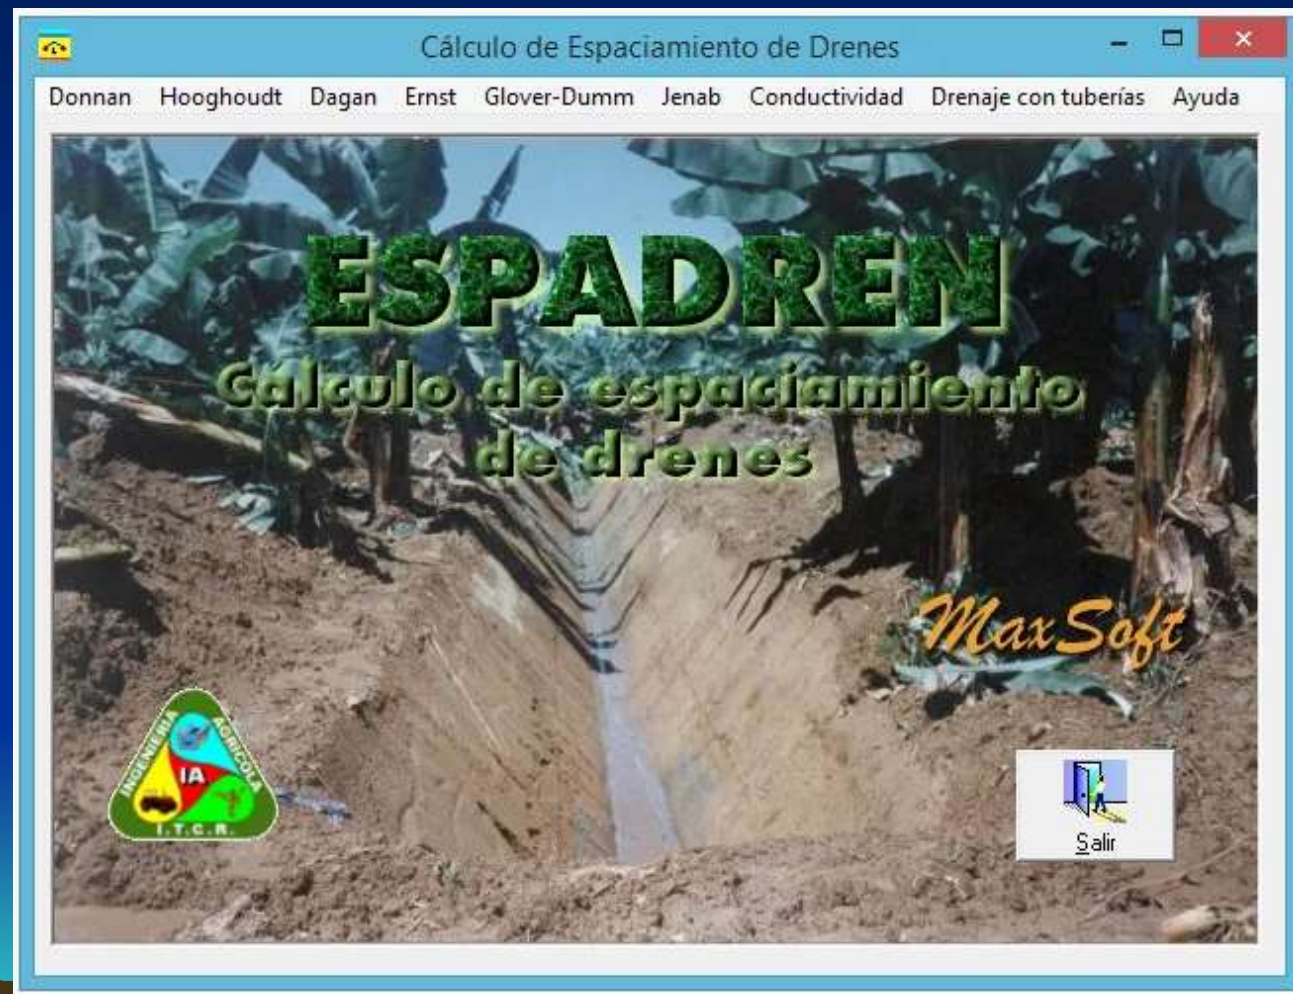 Cálculo de Espaciamiento de Drenes
Donnan Hooghoudt Dagan Ernst Glover-Dumm Jenab Conductividad Drenaje con tuberías Ayuda
ESPADREN
Cálculo de espaciamiento
de drenes
MaxSoft
INGENIERIA AGRICOLA
IA
I.T.C.R.
Salir